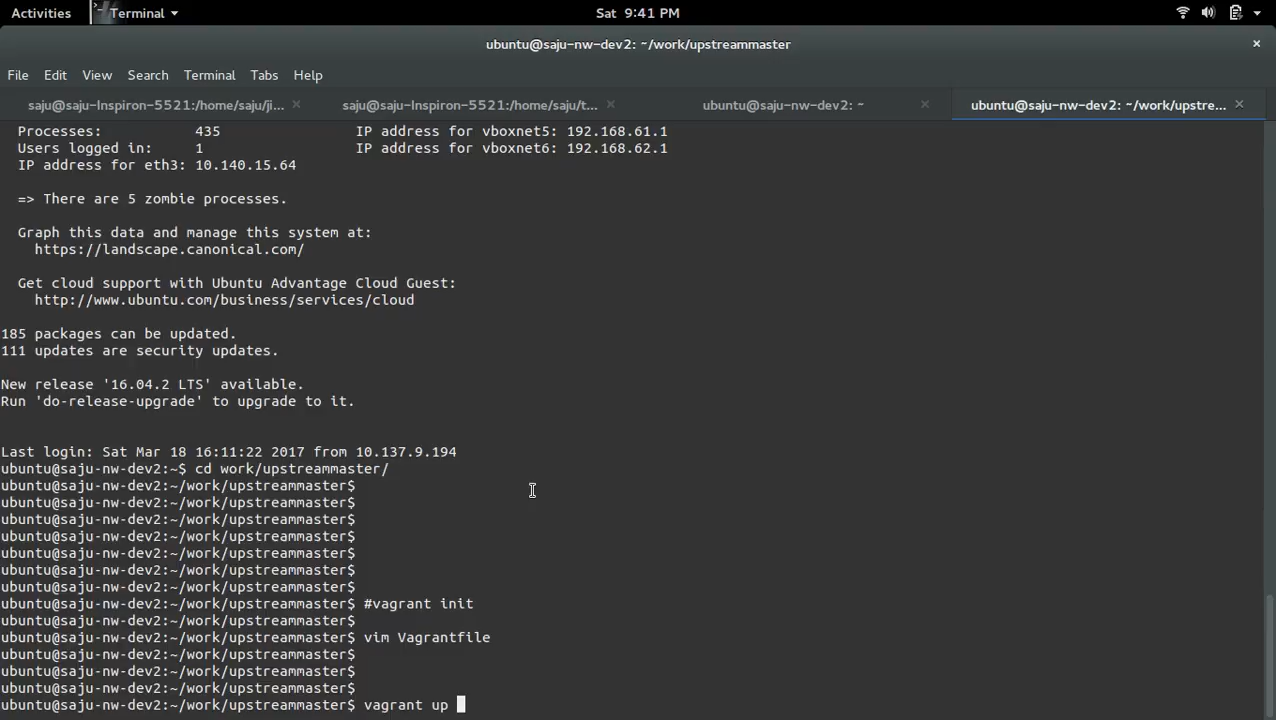 Activities Terminal Sat 9:41 PM
ubuntu@saju-nw-dev2: ~/work/upstreammaster
File Edit View Search Terminal Tabs Help
saju@saju-Inspiron-5521:/home/saju/ji... saju@saju-Inspiron-5521:/home/saju/t... ubuntu@saju-nw-dev2: ~ ubuntu@saju-nw-dev2: ~/work/upstre...
Processes: 435 IP address for vboxnet5: 192.168.61.1
Users logged in: 1 IP address for vboxnet6: 192.168.62.1
IP address for eth3: 10.140.15.64
=> There are 5 zombie processes.
Graph this data and manage this system at:
https://landscape.canonical.com/
Get cloud support with Ubuntu Advantage Cloud Guest:
http://www.ubuntu.com/business/services/cloud
185 packages can be updated.
111 updates are security updates.
New release '16.04.2 LTS' available.
Run 'do-release-upgrade' to upgrade to it.
Last login: Sat Mar 18 16:11:22 2017 from 10.137.9.194
ubuntu@saju-nw-dev2:~$ cd work/upstreammaster/
ubuntu@saju-nw-dev2:~/work/upstreammaster$
ubuntu@saju-nw-dev2:~/work/upstreammaster$
ubuntu@saju-nw-dev2:~/work/upstreammaster$
ubuntu@saju-nw-dev2:~/work/upstreammaster$
ubuntu@saju-nw-dev2:~/work/upstreammaster$
ubuntu@saju-nw-dev2:~/work/upstreammaster$
ubuntu@saju-nw-dev2:~/work/upstreammaster$
ubuntu@saju-nw-dev2:~/work/upstreammaster$ #vagrant init
ubuntu@saju-nw-dev2:~/work/upstreammaster$
ubuntu@saju-nw-dev2:~/work/upstreammaster$ vim Vagrantfile
ubuntu@saju-nw-dev2:~/work/upstreammaster$
ubuntu@saju-nw-dev2:~/work/upstreammaster$
ubuntu@saju-nw-dev2:~/work/upstreammaster$
ubuntu@saju-nw-dev2:~/work/upstreammaster$ vagrant up